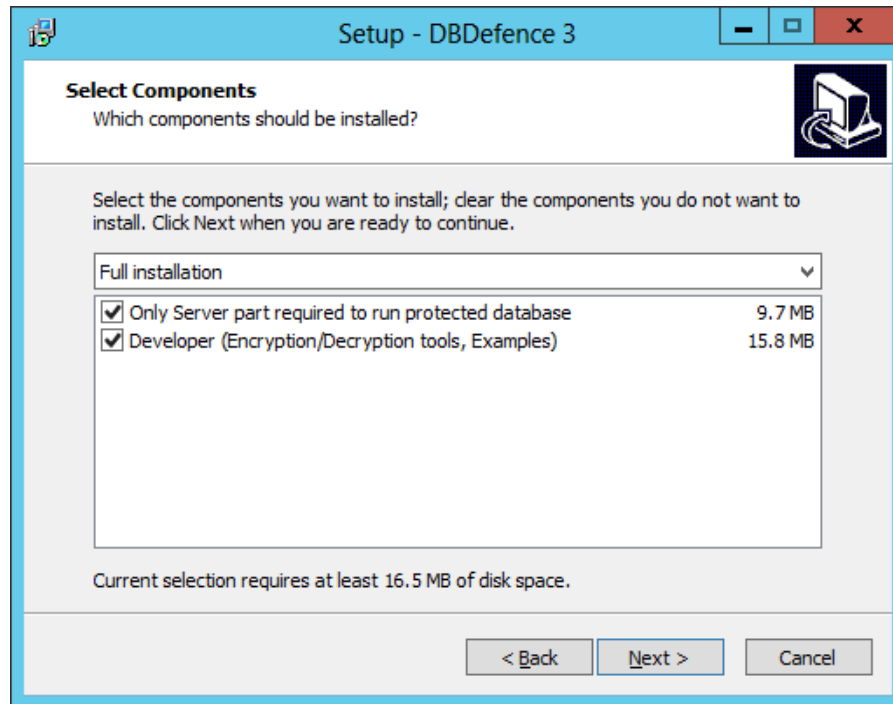 Setup - DBDefence 3
Select Components
Which components should be installed?
Select the components you want to install; clear the components you do not want to
install. Click Next when you are ready to continue.
Full installation
Only Server part required to run protected database 9.7 MB
Developer (Encryption/Decryption tools, Examples) 15.8 MB
Current selection requires at least 16.5 MB of disk space.
< Back Next > Cancel